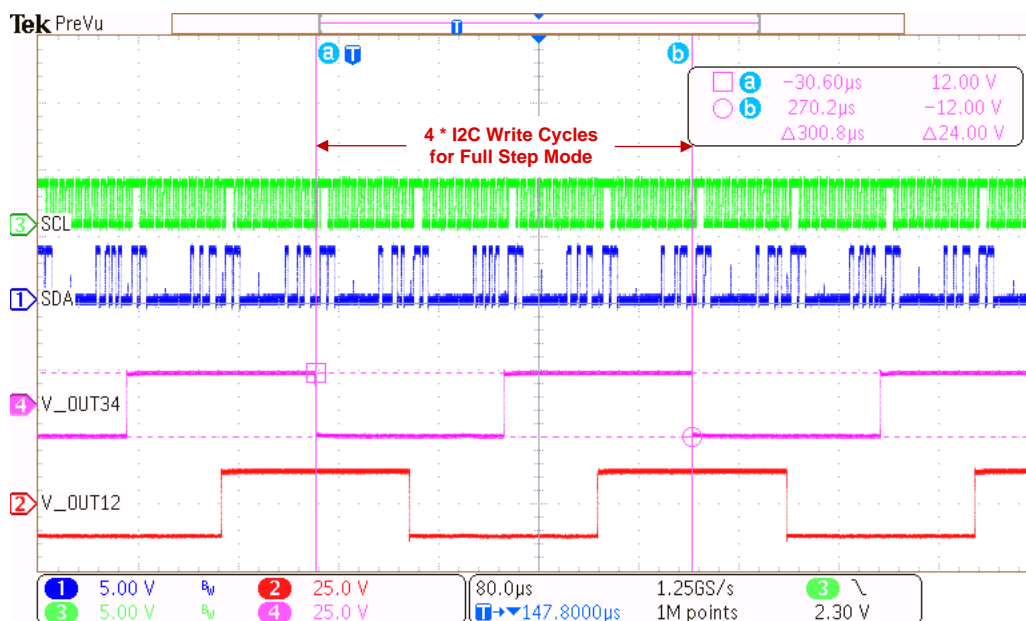 Tek PreVu
T
a T b
a −30.60µs 12.00 V
b 270.2µs −12.00 V
Δ300.8µs Δ24.00 V
4 * I2C Write Cycles
for Full Step Mode
3 SCL
1 SDA
4 V_OUT34
2 V_OUT12
1 5.00 V BW 2 25.0 V
3 5.00 V BW 4 25.0 V
80.0µs 1.25GS/s 3 \
T→▼147.8000µs 1M points 2.30 V